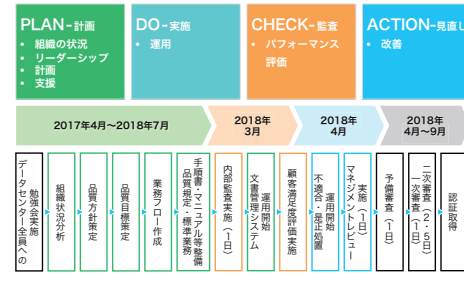 PLAN-計画
• 組織の状況
• リーダーシップ
• 計画
• 支援
DO-実施
• 運用
CHECK-監査
• パフォーマンス
評価
ACTION-見直し
• 改善
2017年4月〜2018年7月
2018年
3月
2018年
4月
2018年
4月〜9月
データセンター全員への
勉強会実施
組織状況分析
品質方針策定
品質目標策定
業務フロー作成
手順書・マニュアル等整備
品質規定・標準業務
内部監査実施（1日）
運用開始
文書管理システム
顧客満足度評価実施
運用開始
不適合・是正処置
実施（1日）
マネジメントレビュー
予備審査（1日）
二次審査（2・5日）
一次審査（1日）
認証取得